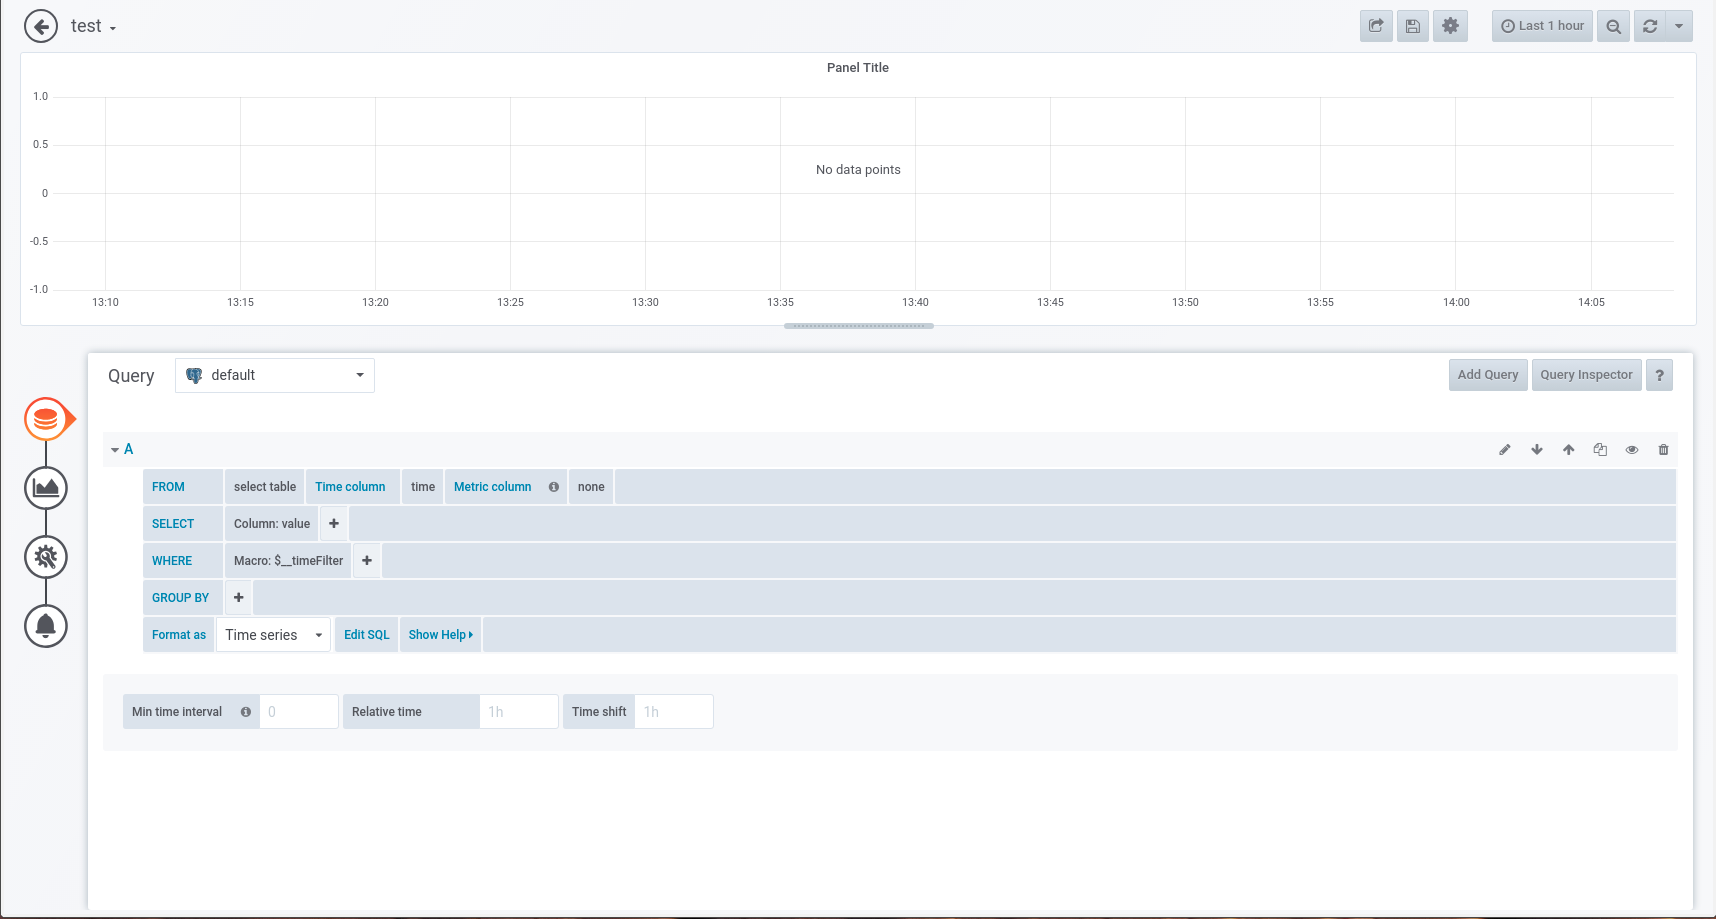 test
Last 1 hour
Panel Title
1.0
0.5
No data points
0
-0.5
-1.0
13:10 13:15 13:20 13:25 13:30 13:35 13:40 13:45 13:50 13:55 14:00 14:05
Query default Add Query Query Inspector ?
A
FROM select table Time column time Metric column none
SELECT Column: value +
WHERE Macro: $__timeFilter +
GROUP BY +
Format as Time series Edit SQL Show Help
Min time interval 0 Relative time 1h Time shift 1h